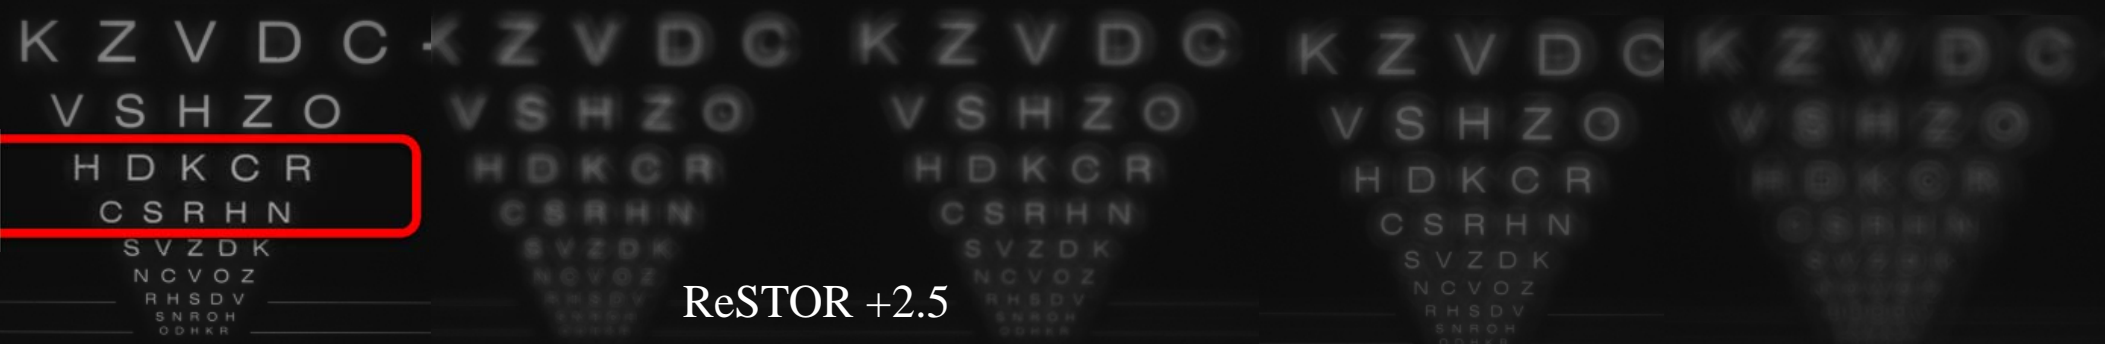 K Z V D C
V S H Z O
H D K C R
C S R H N
S V Z D K
N C V O Z
R H S D V
S N R O H
O D H K R
K Z V D C
V S H Z O
H D K C R
C S R H N
S V Z D K
N C V O Z
ReSTOR +2.5
K Z V D C
V S H Z O
H D K C R
C S R H N
S V Z D K
N C V O Z
R H S D V
S N R O H
O D H K R
K Z V D C
V S H Z O
H D K C R
C S R H N
S V Z D K
N C V O Z
R H S D V
S N R O H
K Z V D C
V S H Z O